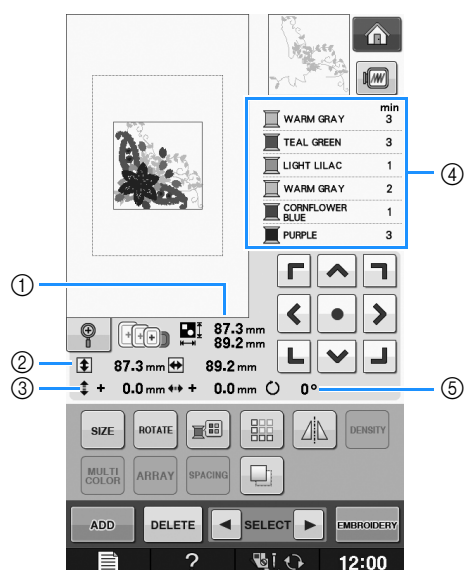 min
WARM GRAY 3
TEAL GREEN 3
LIGHT LILAC 1
WARM GRAY 2
CORNFLOWER
BLUE 1
PURPLE 3
④
①
87.3 mm
89.2 mm
② 87.3 mm 89.2 mm
③ + 0.0 mm + 0.0 mm 0° ⑤
SIZE ROTATE DENSITY
MULTI
COLOR ARRAY SPACING
ADD DELETE ◀ SELECT ▶ EMBROIDERY
? 12:00